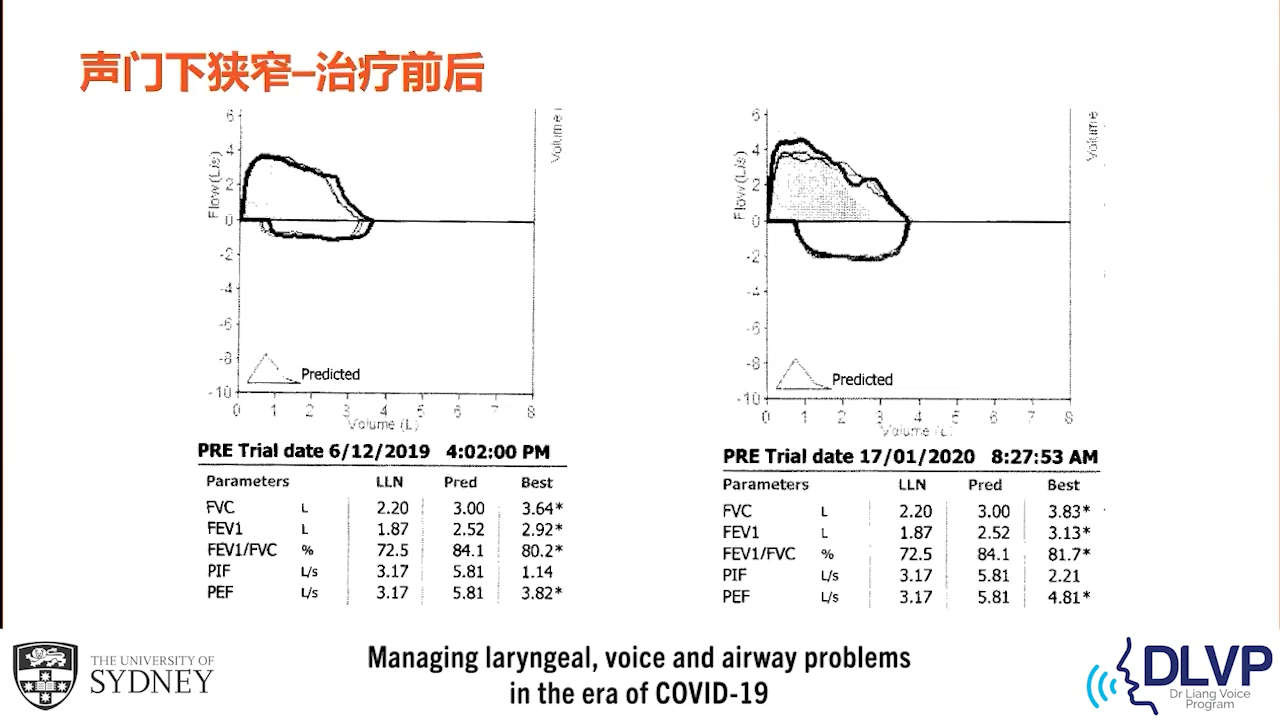 声门下狭窄–治疗前后
6
4
2
0
-2
-4
-6
-8
-10
Flow (L/s)
Volume
Predicted
0 1 2 3 4 5 6 7 8
Volume (L)
PRE Trial date 6/12/2019 4:02:00 PM
Parameters LLN Pred Best
FVC L 2.20 3.00 3.64*
FEV1 L 1.87 2.52 2.92*
FEV1/FVC % 72.5 84.1 80.2*
PIF L/s 3.17 5.81 1.14
PEF L/s 3.17 5.81 3.82*
6
4
2
0
-2
-4
-6
-8
-10
Flow (L/s)
Volume
Predicted
0 1 2 3 4 5 6 7 8
Volume (L)
PRE Trial date 17/01/2020 8:27:53 AM
Parameters LLN Pred Best
FVC L 2.20 3.00 3.83*
FEV1 L 1.87 2.52 3.13*
FEV1/FVC % 72.5 84.1 81.7*
PIF L/s 3.17 5.81 2.21
PEF L/s 3.17 5.81 4.81*
THE UNIVERSITY OF
SYDNEY
Managing laryngeal, voice and airway problems
in the era of COVID-19
DLVP
Dr Liang Voice
Program